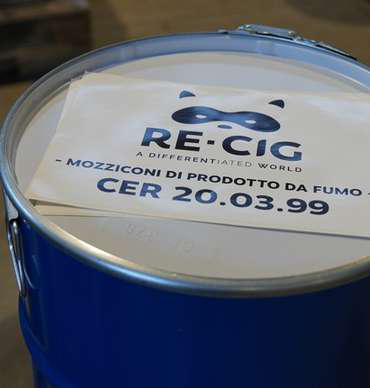 RE·CIG
A DIFFERENTIATED WORLD
- MOZZICONI DI PRODOTTO DA FUMO -
CER 20.03.99